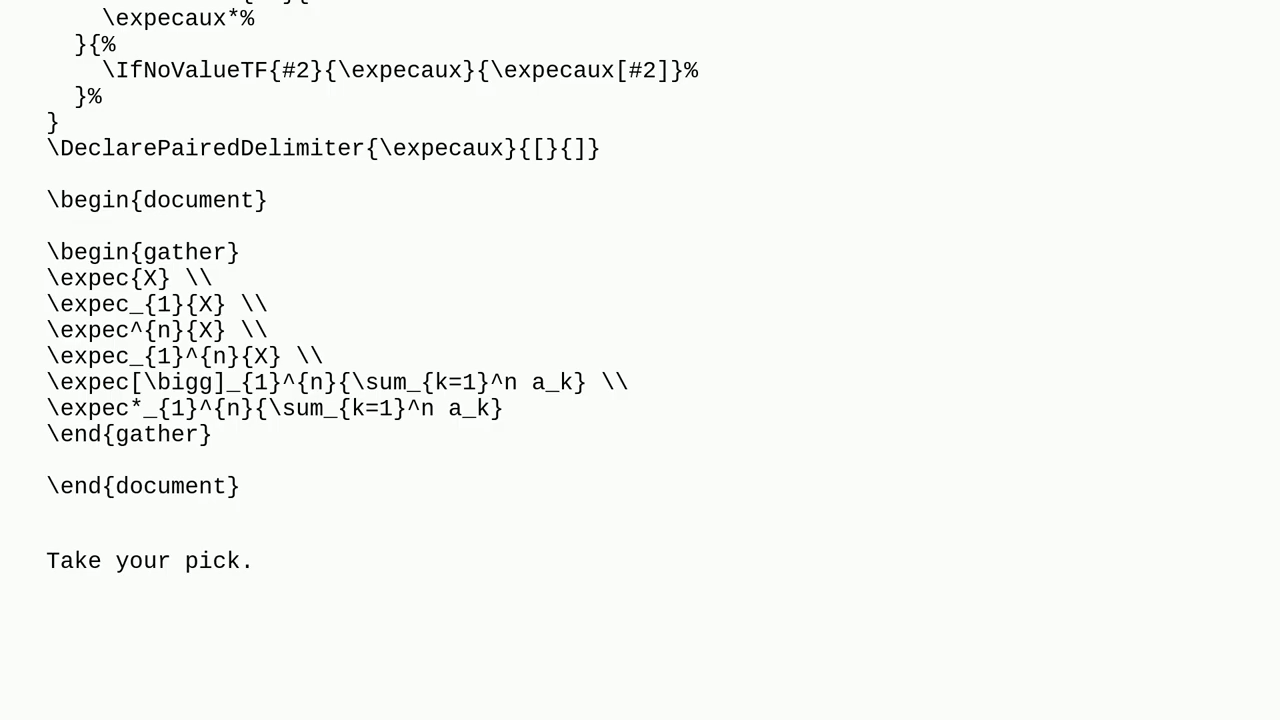 \expecaux*%
}{%
\IfNoValueTF{#2}{\expecaux}{\expecaux[#2]}%
}%
}
\DeclarePairedDelimiter{\expecaux}{[}{]}
\begin{document}
\begin{gather}
\expec{X} \\
\expec_{1}{X} \\
\expec^{n}{X} \\
\expec_{1}^{n}{X} \\
\expec[\bigg]_{1}^{n}{\sum_{k=1}^n a_k} \\
\expec*_{1}^{n}{\sum_{k=1}^n a_k}
\end{gather}
\end{document}
Take your pick.